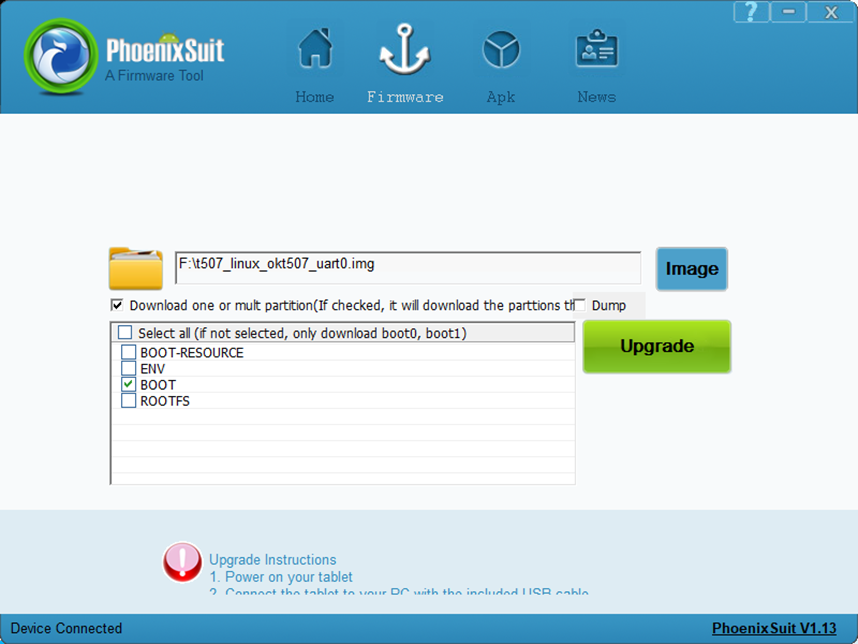 PhoenixSuit
A Firmware Tool
Home
Firmware
Apk
News
F:\t507_linux_okt507_uart0.img
Image
Download one or mult partition(If checked, it will download the parttions th
Dump
Select all (if not selected, only download boot0, boot1)
Upgrade
BOOT-RESOURCE
ENV
BOOT
ROOTFS
Upgrade Instructions
1. Power on your tablet
2. Connect the tablet to your PC with the included USB cable
Device Connected
PhoenixSuit V1.13